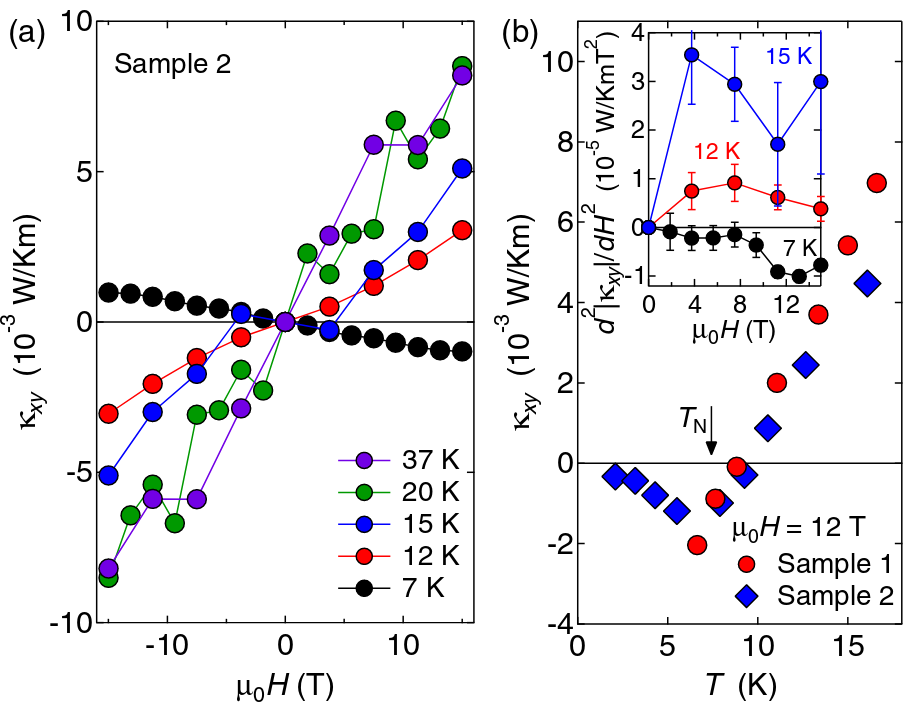 (a)
Sample 2
κxy (10⁻³ W/Km)
10
5
0
-5
-10
-10
0
10
μ₀H (T)
37 K
20 K
15 K
12 K
7 K
(b)
κxy (10⁻³ W/Km)
10
8
6
4
2
0
-2
-4
0
5
10
15
T (K)
TN
μ₀H = 12 T
Sample 1
Sample 2
d²|κxy|/dH² (10⁻⁵ W/KmT²)
4
3
2
1
0
-1
0
4
8
12
μ₀H (T)
15 K
12 K
7 K